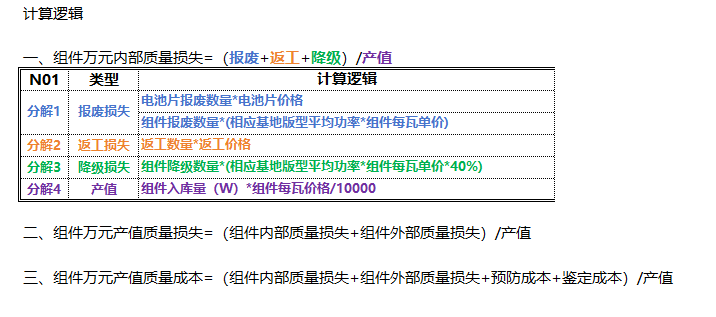 计算逻辑
一、组件万元内部质量损失=（报废+返工+降级）/产值
N01 类型 计算逻辑
分解1 报废损失 电池片报废数量*电池片价格
组件报废数量*(相应基地版型平均功率*组件每瓦单价)
分解2 返工损失 返工数量*返工价格
分解3 降级损失 组件降级数量*(相应基地版型平均功率*组件每瓦单价*40%)
分解4 产值 组件入库量（W）*组件每瓦价格/10000
二、组件万元产值质量损失=（组件内部质量损失+组件外部质量损失）/产值
三、组件万元产值质量成本=（组件内部质量损失+组件外部质量损失+预防成本+鉴定成本）/产值